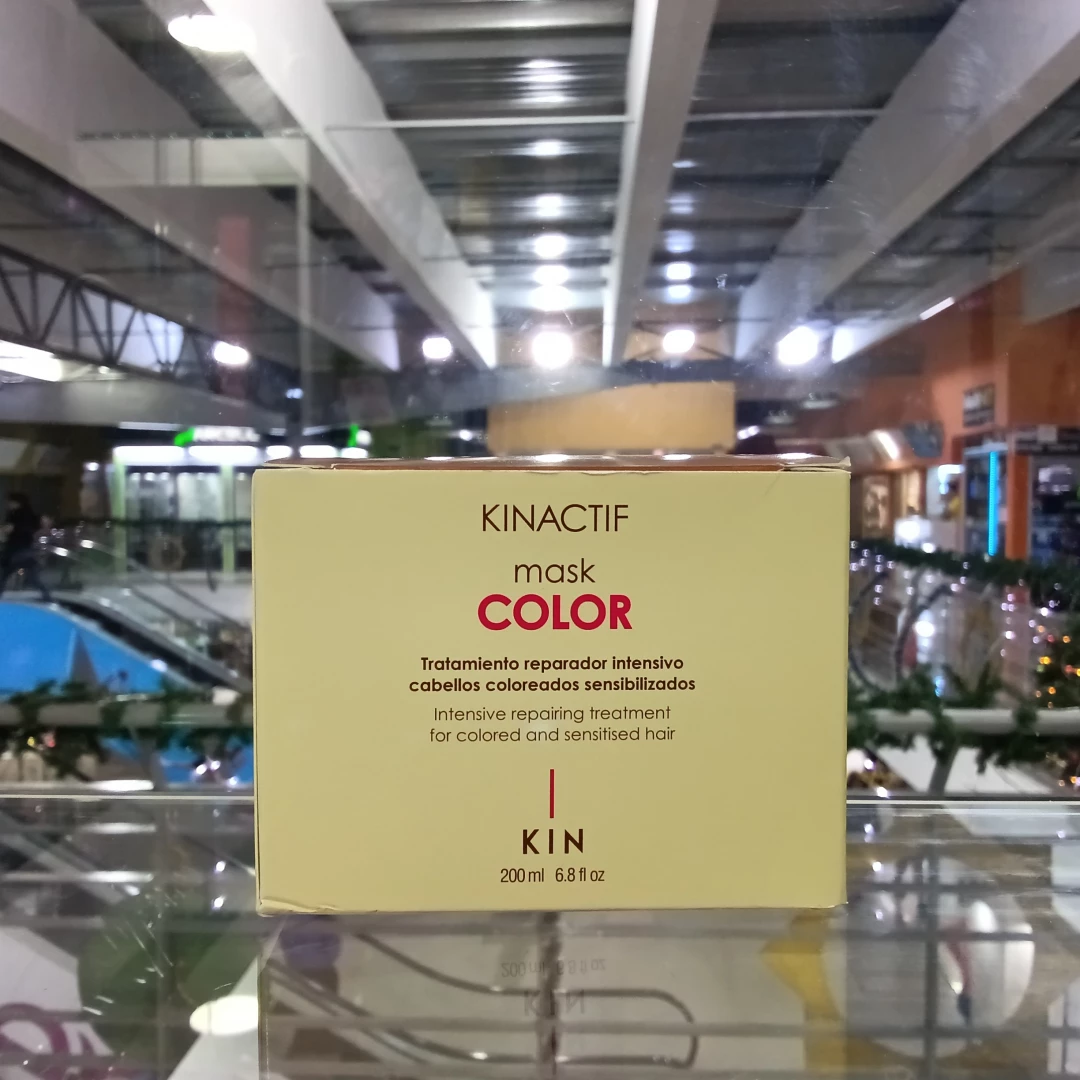 KINACTIF
mask
COLOR
Tratamiento reparador intensivo
cabellos coloreados sensibilizados
Intensive repairing treatment
for colored and sensitised hair
KIN
200 ml 6.8 fl oz